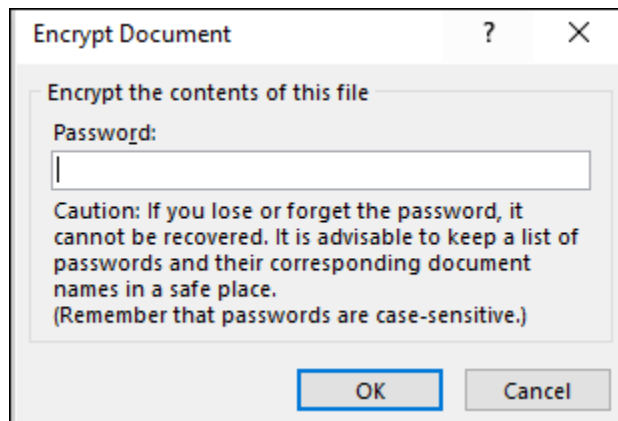 Encrypt Document ?
Encrypt the contents of this file
Password:
Caution: If you lose or forget the password, it
cannot be recovered. It is advisable to keep a list of
passwords and their corresponding document
names in a safe place.
(Remember that passwords are case-sensitive.)
OK Cancel